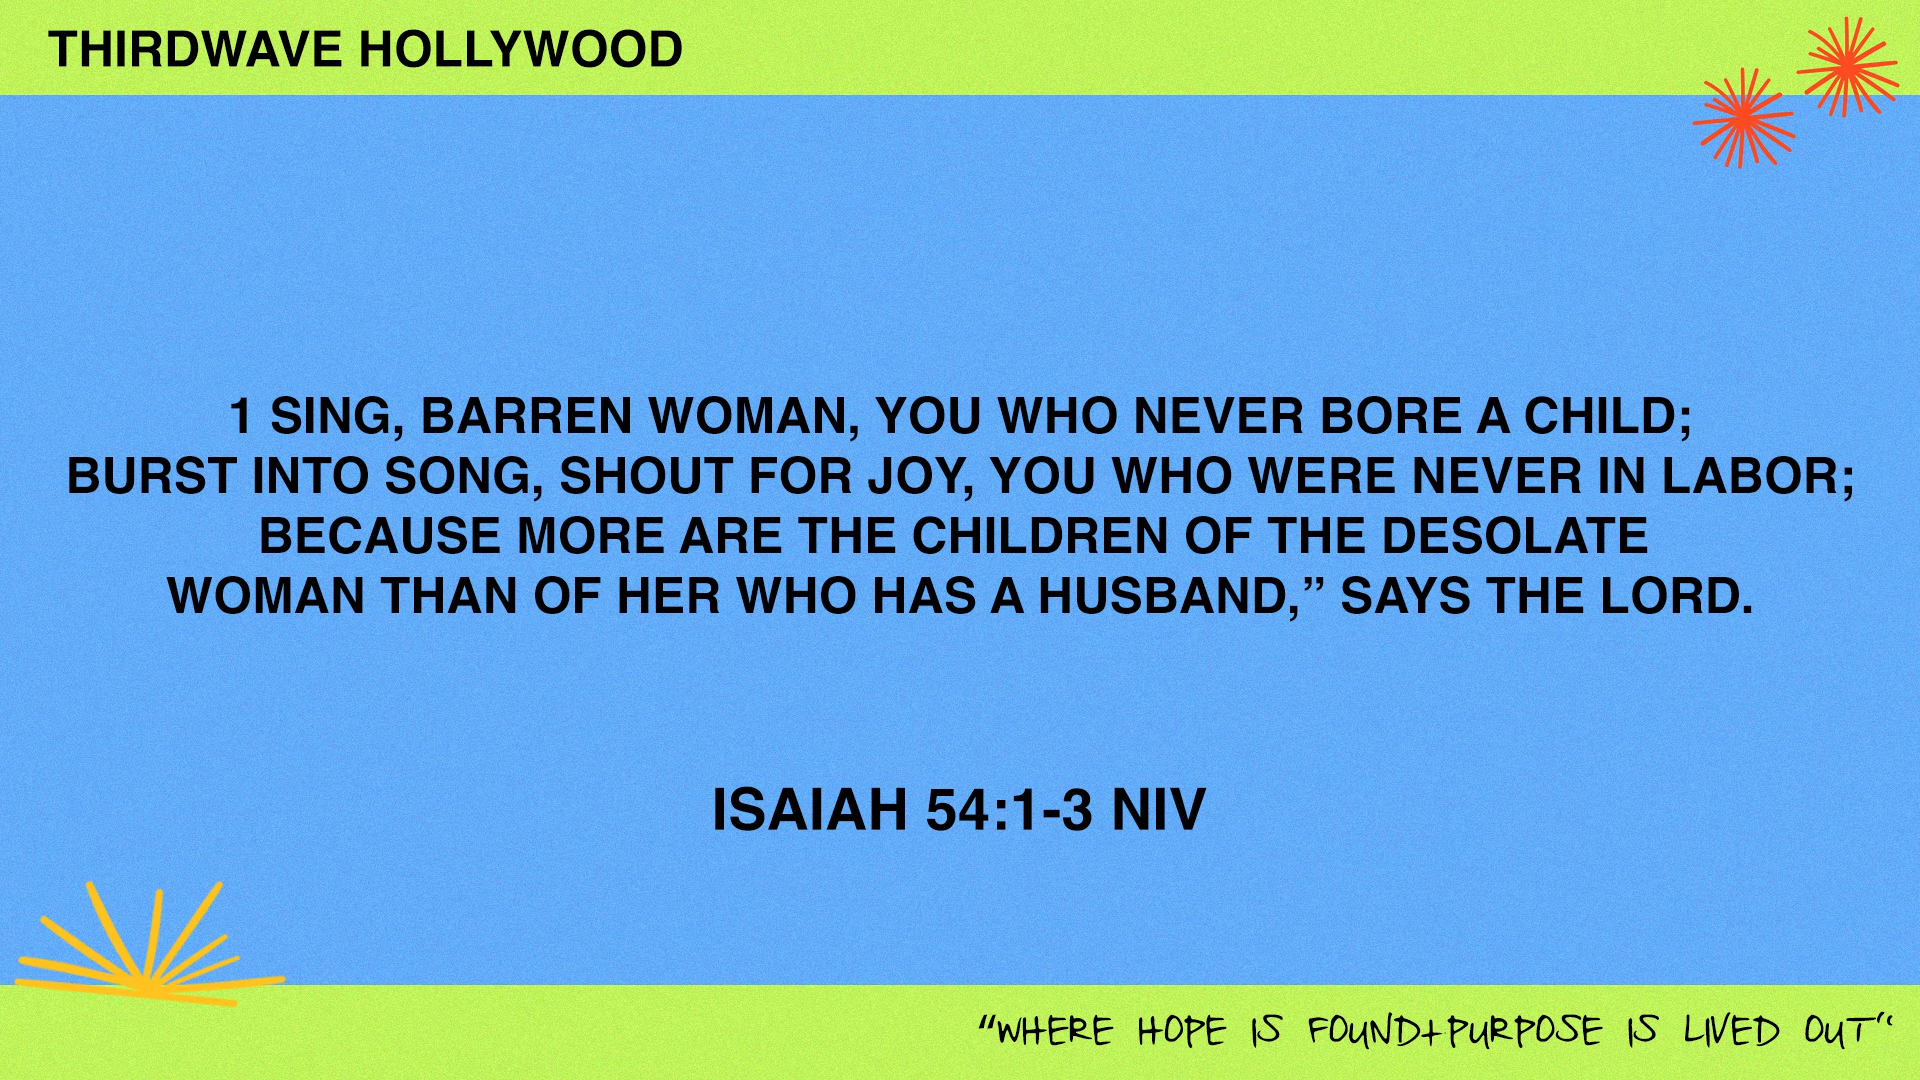 THIRDWAVE HOLLYWOOD
1 SING, BARREN WOMAN, YOU WHO NEVER BORE A CHILD;
BURST INTO SONG, SHOUT FOR JOY, YOU WHO WERE NEVER IN LABOR;
BECAUSE MORE ARE THE CHILDREN OF THE DESOLATE
WOMAN THAN OF HER WHO HAS A HUSBAND,” SAYS THE LORD.
ISAIAH 54:1-3 NIV
“WHERE HOPE IS FOUND+PURPOSE IS LIVED OUT“